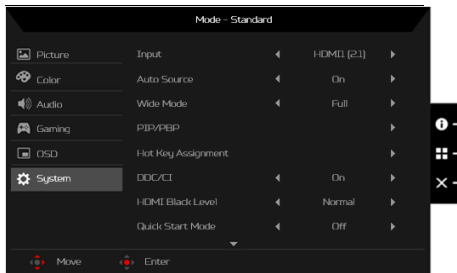 Mode - Standard
Picture
Input HDMI1 (2.1)
Color
Auto Source On
Audio
Wide Mode Full
Gaming
PIP/PBP
OSD
Hot Key Assignment
System
DDC/CI On
HDMI Black Level Normal
Quick Start Mode Off
Move Enter